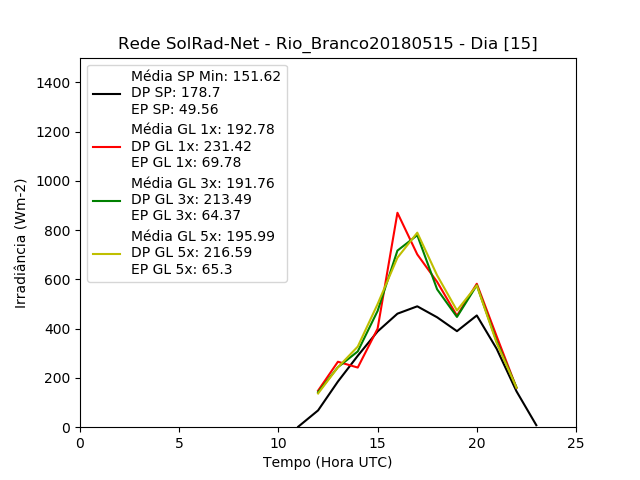 Rede SolRad-Net - Rio_Branco20180515 - Dia [15]
Irradiância (Wm-2)
1400
1200
1000
800
600
400
200
0
Média SP Min: 151.62
DP SP: 178.7
EP SP: 49.56
Média GL 1x: 192.78
DP GL 1x: 231.42
EP GL 1x: 69.78
Média GL 3x: 191.76
DP GL 3x: 213.49
EP GL 3x: 64.37
Média GL 5x: 195.99
DP GL 5x: 216.59
EP GL 5x: 65.3
0 5 10 15 20 25
Tempo (Hora UTC)